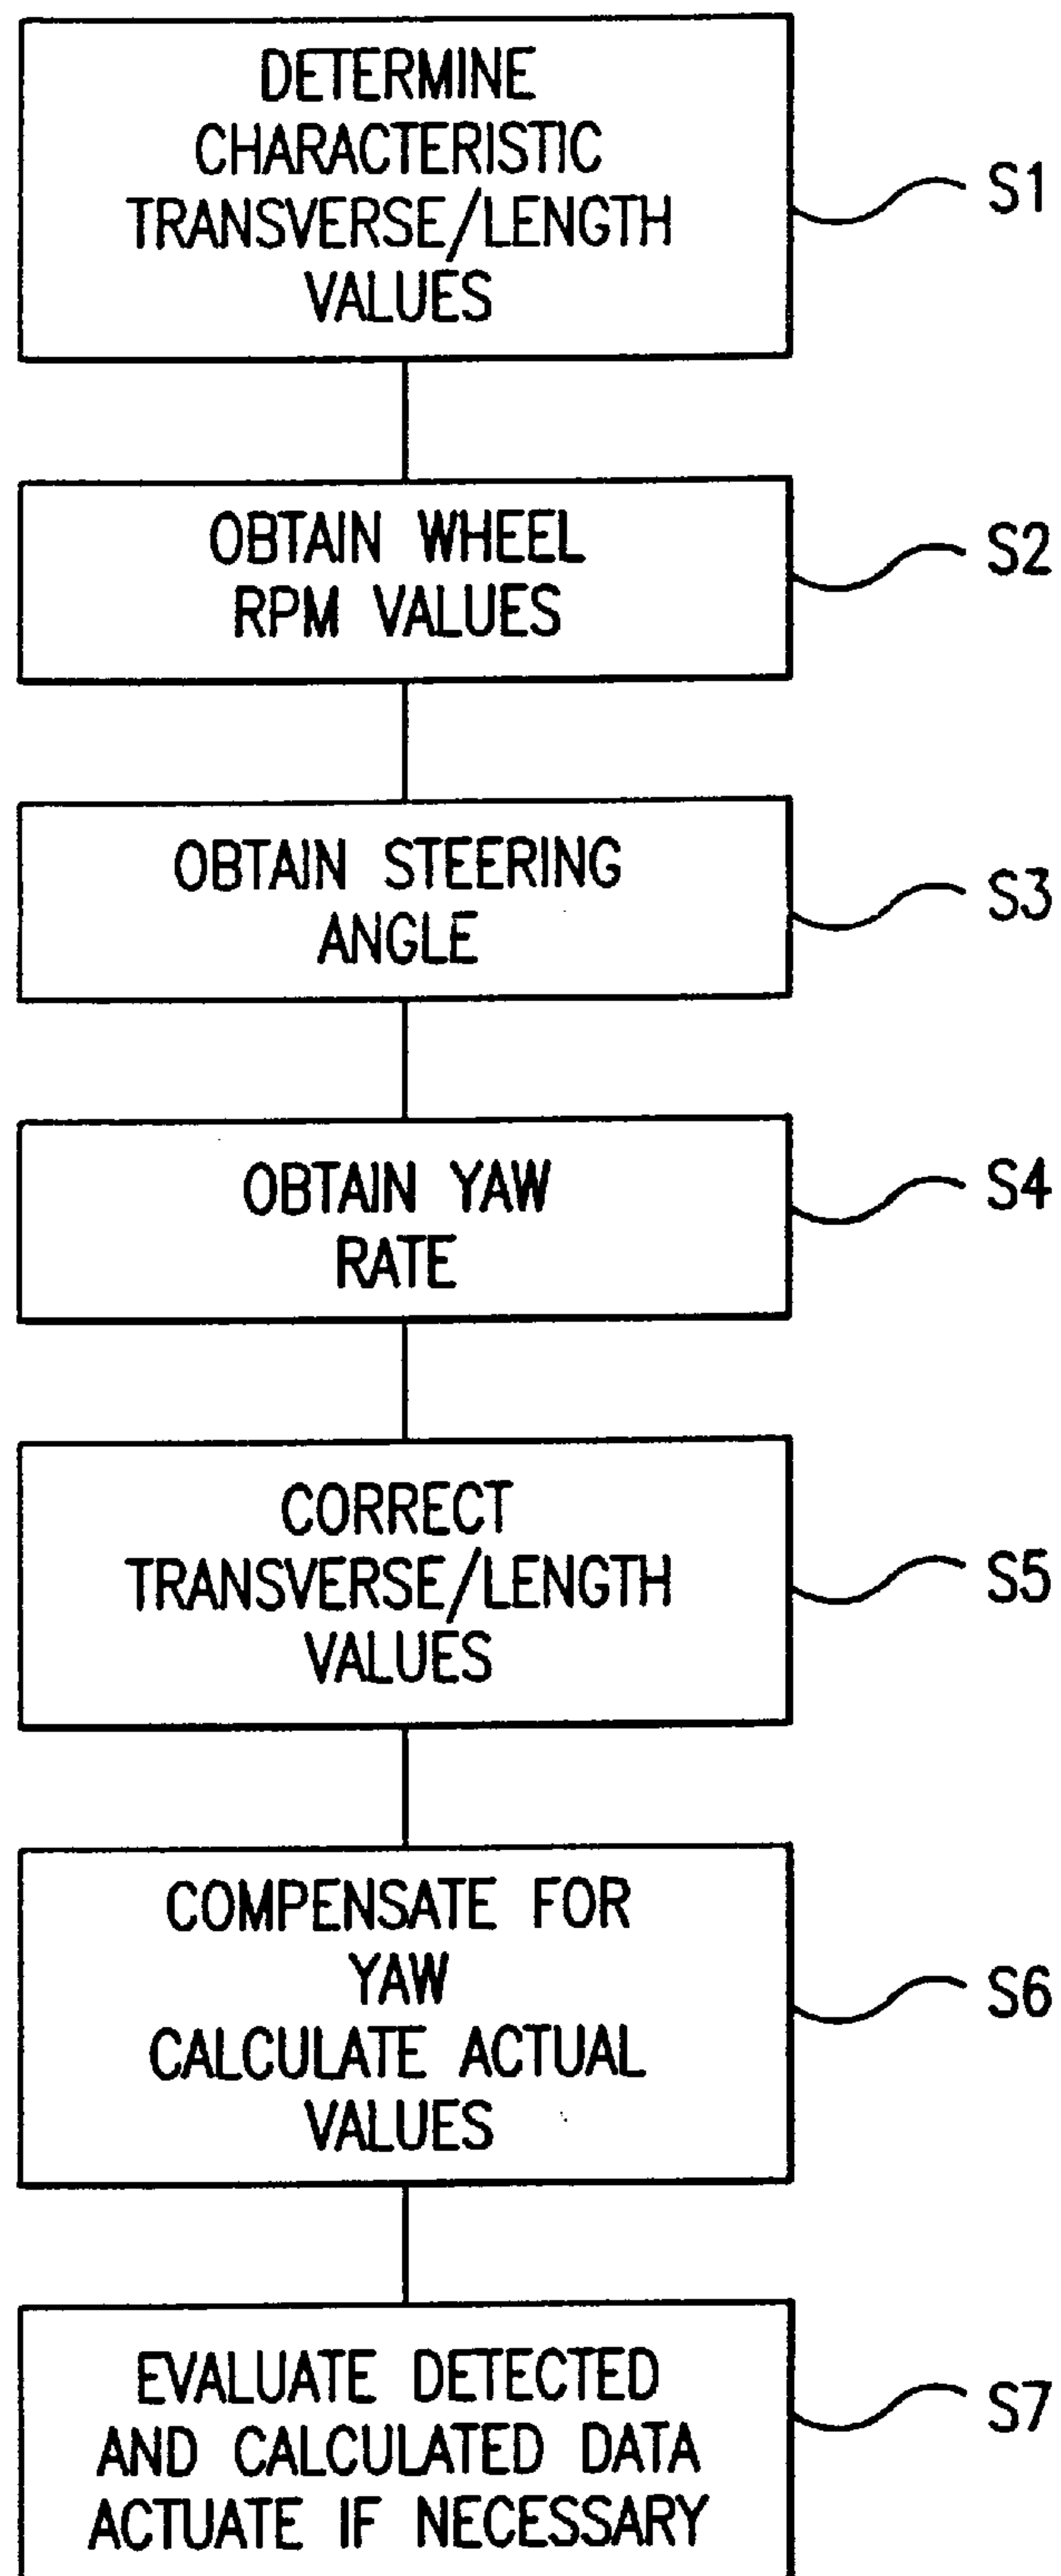 DETERMINE
CHARACTERISTIC
TRANSVERSE/LENGTH
VALUES
S1
OBTAIN WHEEL
RPM VALUES
S2
OBTAIN STEERING
ANGLE
S3
OBTAIN YAW
RATE
S4
CORRECT
TRANSVERSE/LENGTH
VALUES
S5
COMPENSATE FOR
YAW
CALCULATE ACTUAL
VALUES
S6
EVALUATE DETECTED
AND CALCULATED DATA
ACTUATE IF NECESSARY
S7